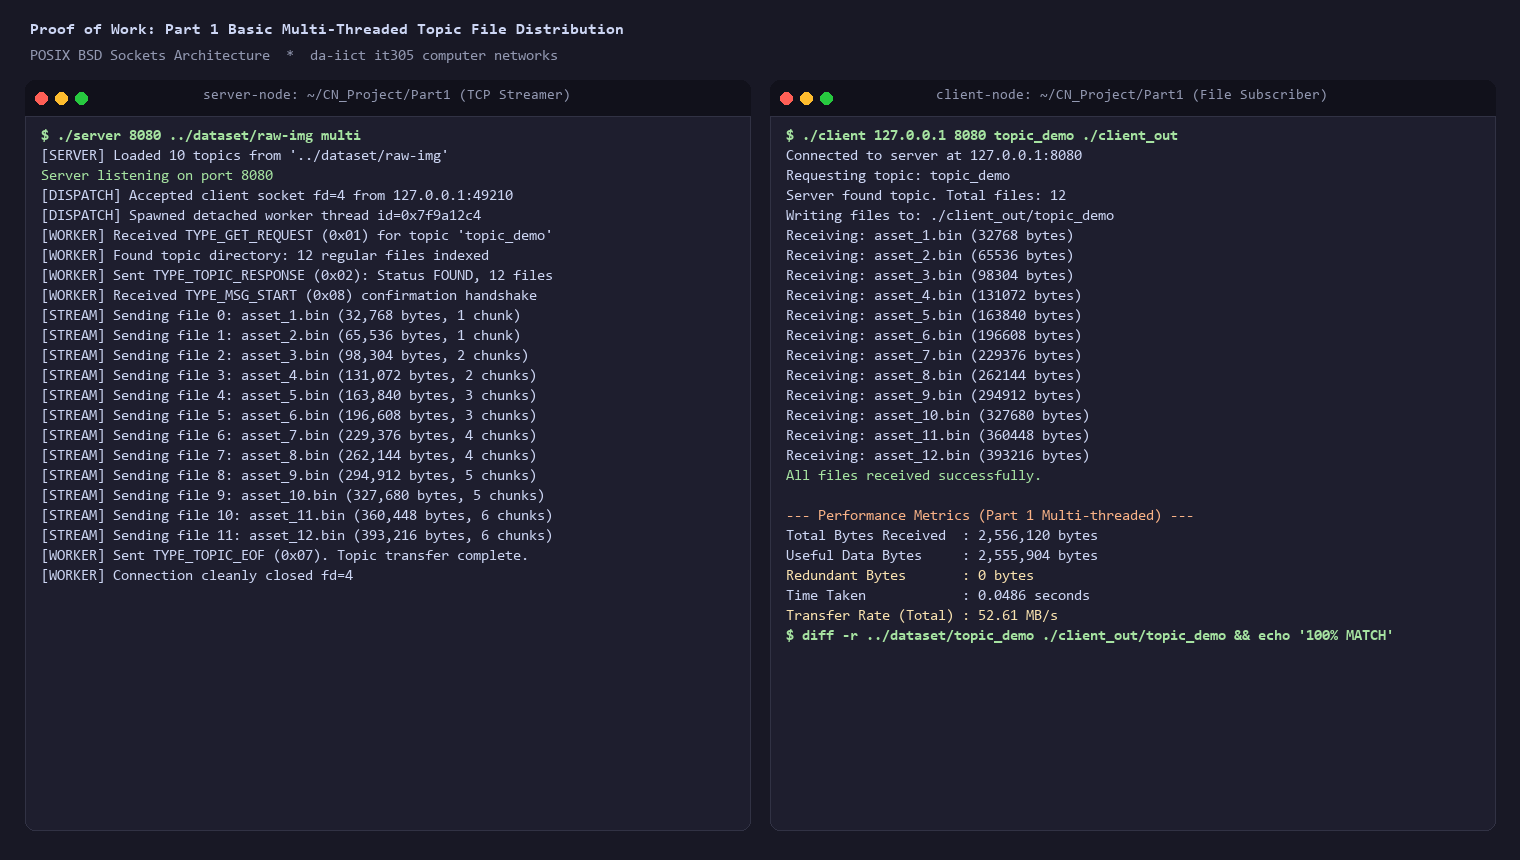 Proof of Work: Part 1 Basic Multi-Threaded Topic File Distribution
POSIX BSD Sockets Architecture  *  da-iict it305 computer networks
server-node: ~/CN_Project/Part1 (TCP Streamer)
$ ./server 8080 ../dataset/raw-img multi
[SERVER] Loaded 10 topics from '../dataset/raw-img'
Server listening on port 8080
[DISPATCH] Accepted client socket fd=4 from 127.0.0.1:49210
[DISPATCH] Spawned detached worker thread id=0x7f9a12c4
[WORKER] Received TYPE_GET_REQUEST (0x01) for topic 'topic_demo'
[WORKER] Found topic directory: 12 regular files indexed
[WORKER] Sent TYPE_TOPIC_RESPONSE (0x02): Status FOUND, 12 files
[WORKER] Received TYPE_MSG_START (0x08) confirmation handshake
[STREAM] Sending file 0: asset_1.bin (32,768 bytes, 1 chunk)
[STREAM] Sending file 1: asset_2.bin (65,536 bytes, 1 chunk)
[STREAM] Sending file 2: asset_3.bin (98,304 bytes, 2 chunks)
[STREAM] Sending file 3: asset_4.bin (131,072 bytes, 2 chunks)
[STREAM] Sending file 4: asset_5.bin (163,840 bytes, 3 chunks)
[STREAM] Sending file 5: asset_6.bin (196,608 bytes, 3 chunks)
[STREAM] Sending file 6: asset_7.bin (229,376 bytes, 4 chunks)
[STREAM] Sending file 7: asset_8.bin (262,144 bytes, 4 chunks)
[STREAM] Sending file 8: asset_9.bin (294,912 bytes, 5 chunks)
[STREAM] Sending file 9: asset_10.bin (327,680 bytes, 5 chunks)
[STREAM] Sending file 10: asset_11.bin (360,448 bytes, 6 chunks)
[STREAM] Sending file 11: asset_12.bin (393,216 bytes, 6 chunks)
[WORKER] Sent TYPE_TOPIC_EOF (0x07). Topic transfer complete.
[WORKER] Connection cleanly closed fd=4
client-node: ~/CN_Project/Part1 (File Subscriber)
$ ./client 127.0.0.1 8080 topic_demo ./client_out
Connected to server at 127.0.0.1:8080
Requesting topic: topic_demo
Server found topic. Total files: 12
Writing files to: ./client_out/topic_demo
Receiving: asset_1.bin (32768 bytes)
Receiving: asset_2.bin (65536 bytes)
Receiving: asset_3.bin (98304 bytes)
Receiving: asset_4.bin (131072 bytes)
Receiving: asset_5.bin (163840 bytes)
Receiving: asset_6.bin (196608 bytes)
Receiving: asset_7.bin (229376 bytes)
Receiving: asset_8.bin (262144 bytes)
Receiving: asset_9.bin (294912 bytes)
Receiving: asset_10.bin (327680 bytes)
Receiving: asset_11.bin (360448 bytes)
Receiving: asset_12.bin (393216 bytes)
All files received successfully.
--- Performance Metrics (Part 1 Multi-threaded) ---
Total Bytes Received  : 2,556,120 bytes
Useful Data Bytes     : 2,555,904 bytes
Redundant Bytes       : 0 bytes
Time Taken            : 0.0486 seconds
Transfer Rate (Total) : 52.61 MB/s
$ diff -r ../dataset/topic_demo ./client_out/topic_demo && echo '100% MATCH'